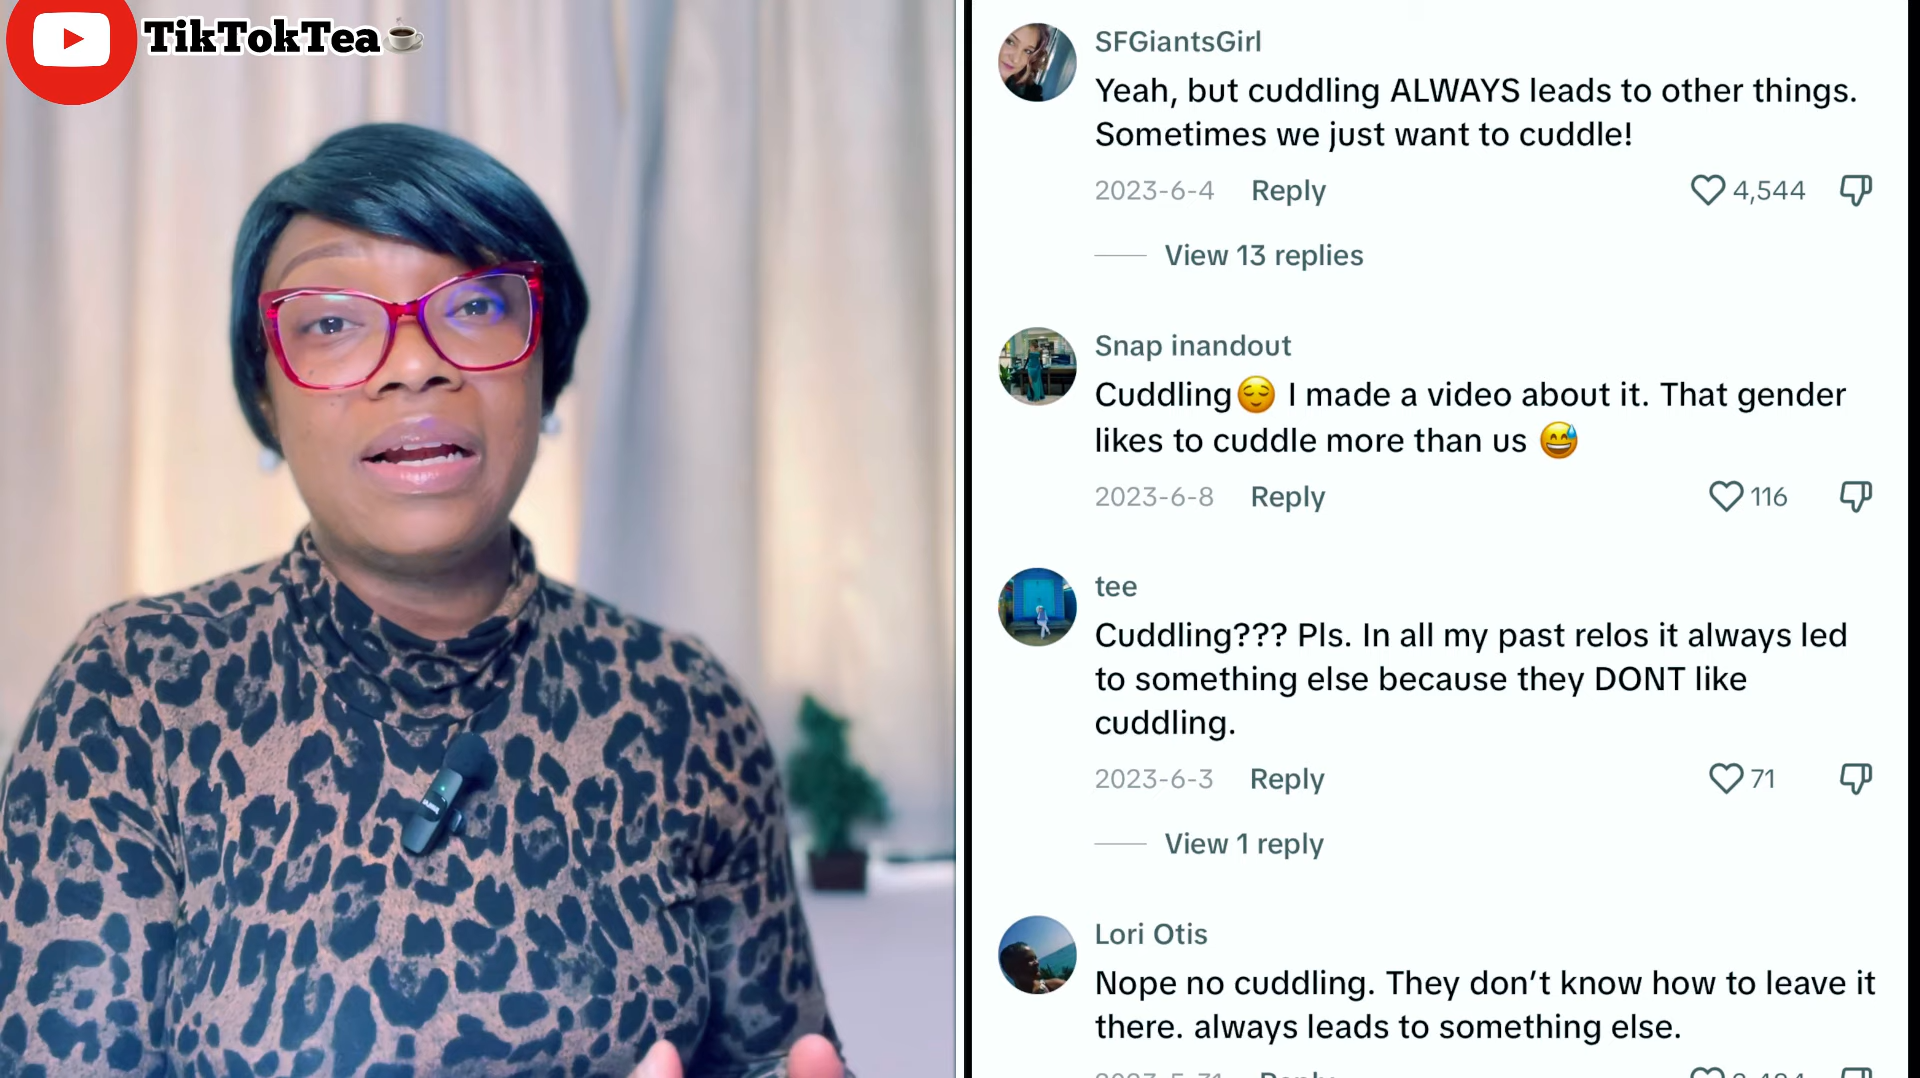 TikTokTea
SFGiantsGirl
Yeah, but cuddling ALWAYS leads to other things.
Sometimes we just want to cuddle!
2023-6-4 Reply 4,544
View 13 replies
Snap inandout
Cuddling😌 I made a video about it. That gender
likes to cuddle more than us 😅
2023-6-8 Reply 116
tee
Cuddling??? Pls. In all my past relos it always led
to something else because they DONT like
cuddling.
2023-6-3 Reply 71
View 1 reply
Lori Otis
Nope no cuddling. They don’t know how to leave it
there. always leads to something else.
Reply